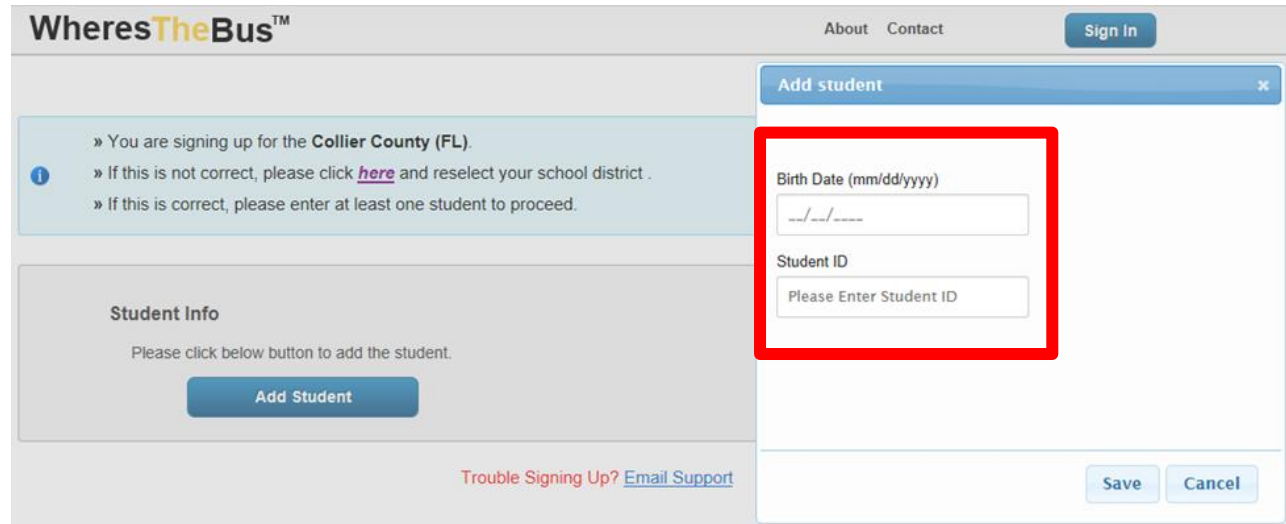 WheresTheBus™
About Contact
Sign In
» You are signing up for the Collier County (FL).
» If this is not correct, please click here and reselect your school district .
» If this is correct, please enter at least one student to proceed.
Student Info
Please click below button to add the student.
Add Student
Trouble Signing Up? Email Support
Add student
Birth Date (mm/dd/yyyy)
__/__/____
Student ID
Please Enter Student ID
Save
Cancel